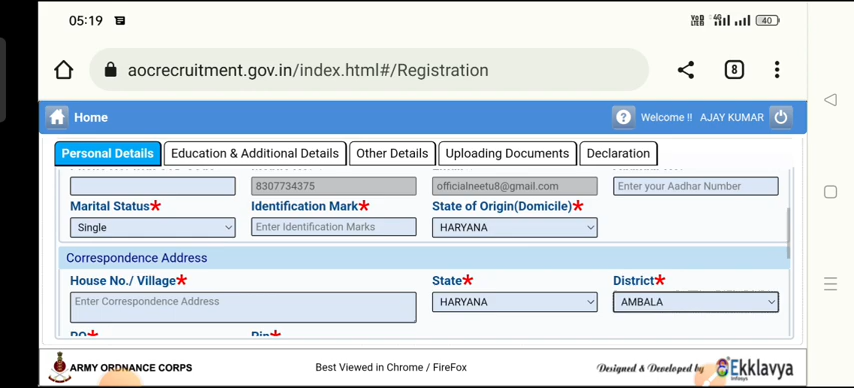 05:19 40
aocrecruitment.gov.in/index.html#/Registration 8
Home ? Welcome !! AJAY KUMAR
Personal Details Education & Additional Details Other Details Uploading Documents Declaration
8307734375 officialneetu8@gmail.com Enter your Aadhar Number
Marital Status* Identification Mark* State of Origin(Domicile)*
Single Enter Identification Marks HARYANA
Correspondence Address
House No./ Village* State* District*
Enter Correspondence Address HARYANA AMBALA
PO* Pin*
ARMY ORDNANCE CORPS Best Viewed in Chrome / FireFox Designed & Developed by Ekklavya